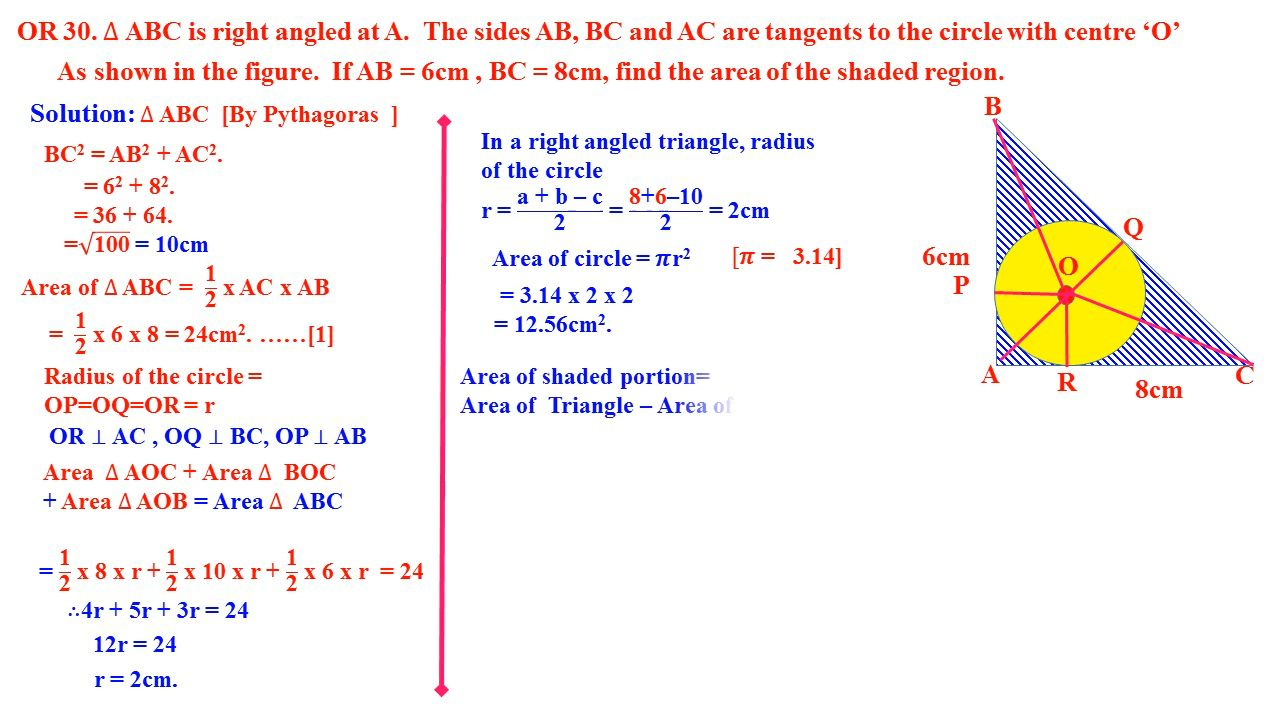 OR 30. ∆ ABC is right angled at A. The sides AB, BC and AC are tangents to the circle with centre ‘O’
As shown in the figure. If AB = 6cm , BC = 8cm, find the area of the shaded region.
Solution: ∆ ABC [By Pythagoras ]
BC² = AB² + AC².
= 6² + 8².
= 36 + 64.
=√100 = 10cm
Area of ∆ ABC = 1/2 x AC x AB
= 1/2 x 6 x 8 = 24cm². ……[1]
Radius of the circle =
OP=OQ=OR = r
OR ⊥ AC , OQ ⊥ BC, OP ⊥ AB
Area ∆ AOC + Area ∆ BOC
+ Area ∆ AOB = Area ∆ ABC
= 1/2 x 8 x r + 1/2 x 10 x r + 1/2 x 6 x r = 24
∴4r + 5r + 3r = 24
12r = 24
r = 2cm.
In a right angled triangle, radius
of the circle
r = a + b – c/2 = 8+6–10/2 = 2cm
Area of circle = πr² [π = 3.14]
= 3.14 x 2 x 2
= 12.56cm².
Area of shaded portion=
Area of Triangle – Area of
B
Q
6cm
O
P
A
R
C
8cm